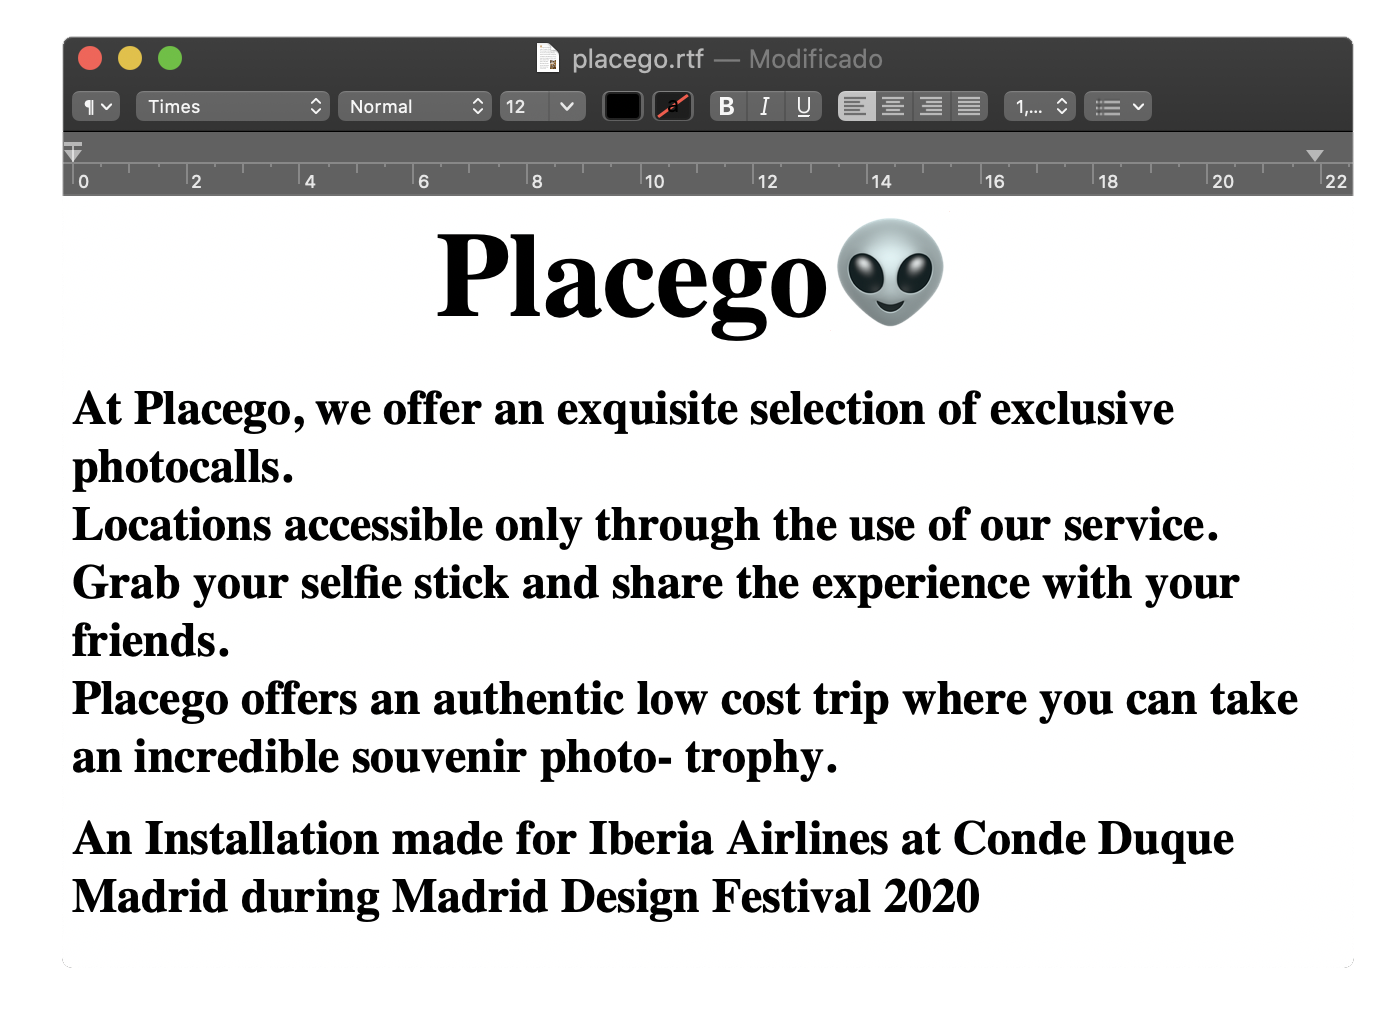 placego.rtf — Modificado
¶ Times Normal 12 a B I U 1,...
0 2 4 6 8 10 12 14 16 18 20 22
Placego👽
At Placego, we offer an exquisite selection of exclusive
photocalls.
Locations accessible only through the use of our service.
Grab your selfie stick and share the experience with your
friends.
Placego offers an authentic low cost trip where you can take
an incredible souvenir photo- trophy.
An Installation made for Iberia Airlines at Conde Duque
Madrid during Madrid Design Festival 2020